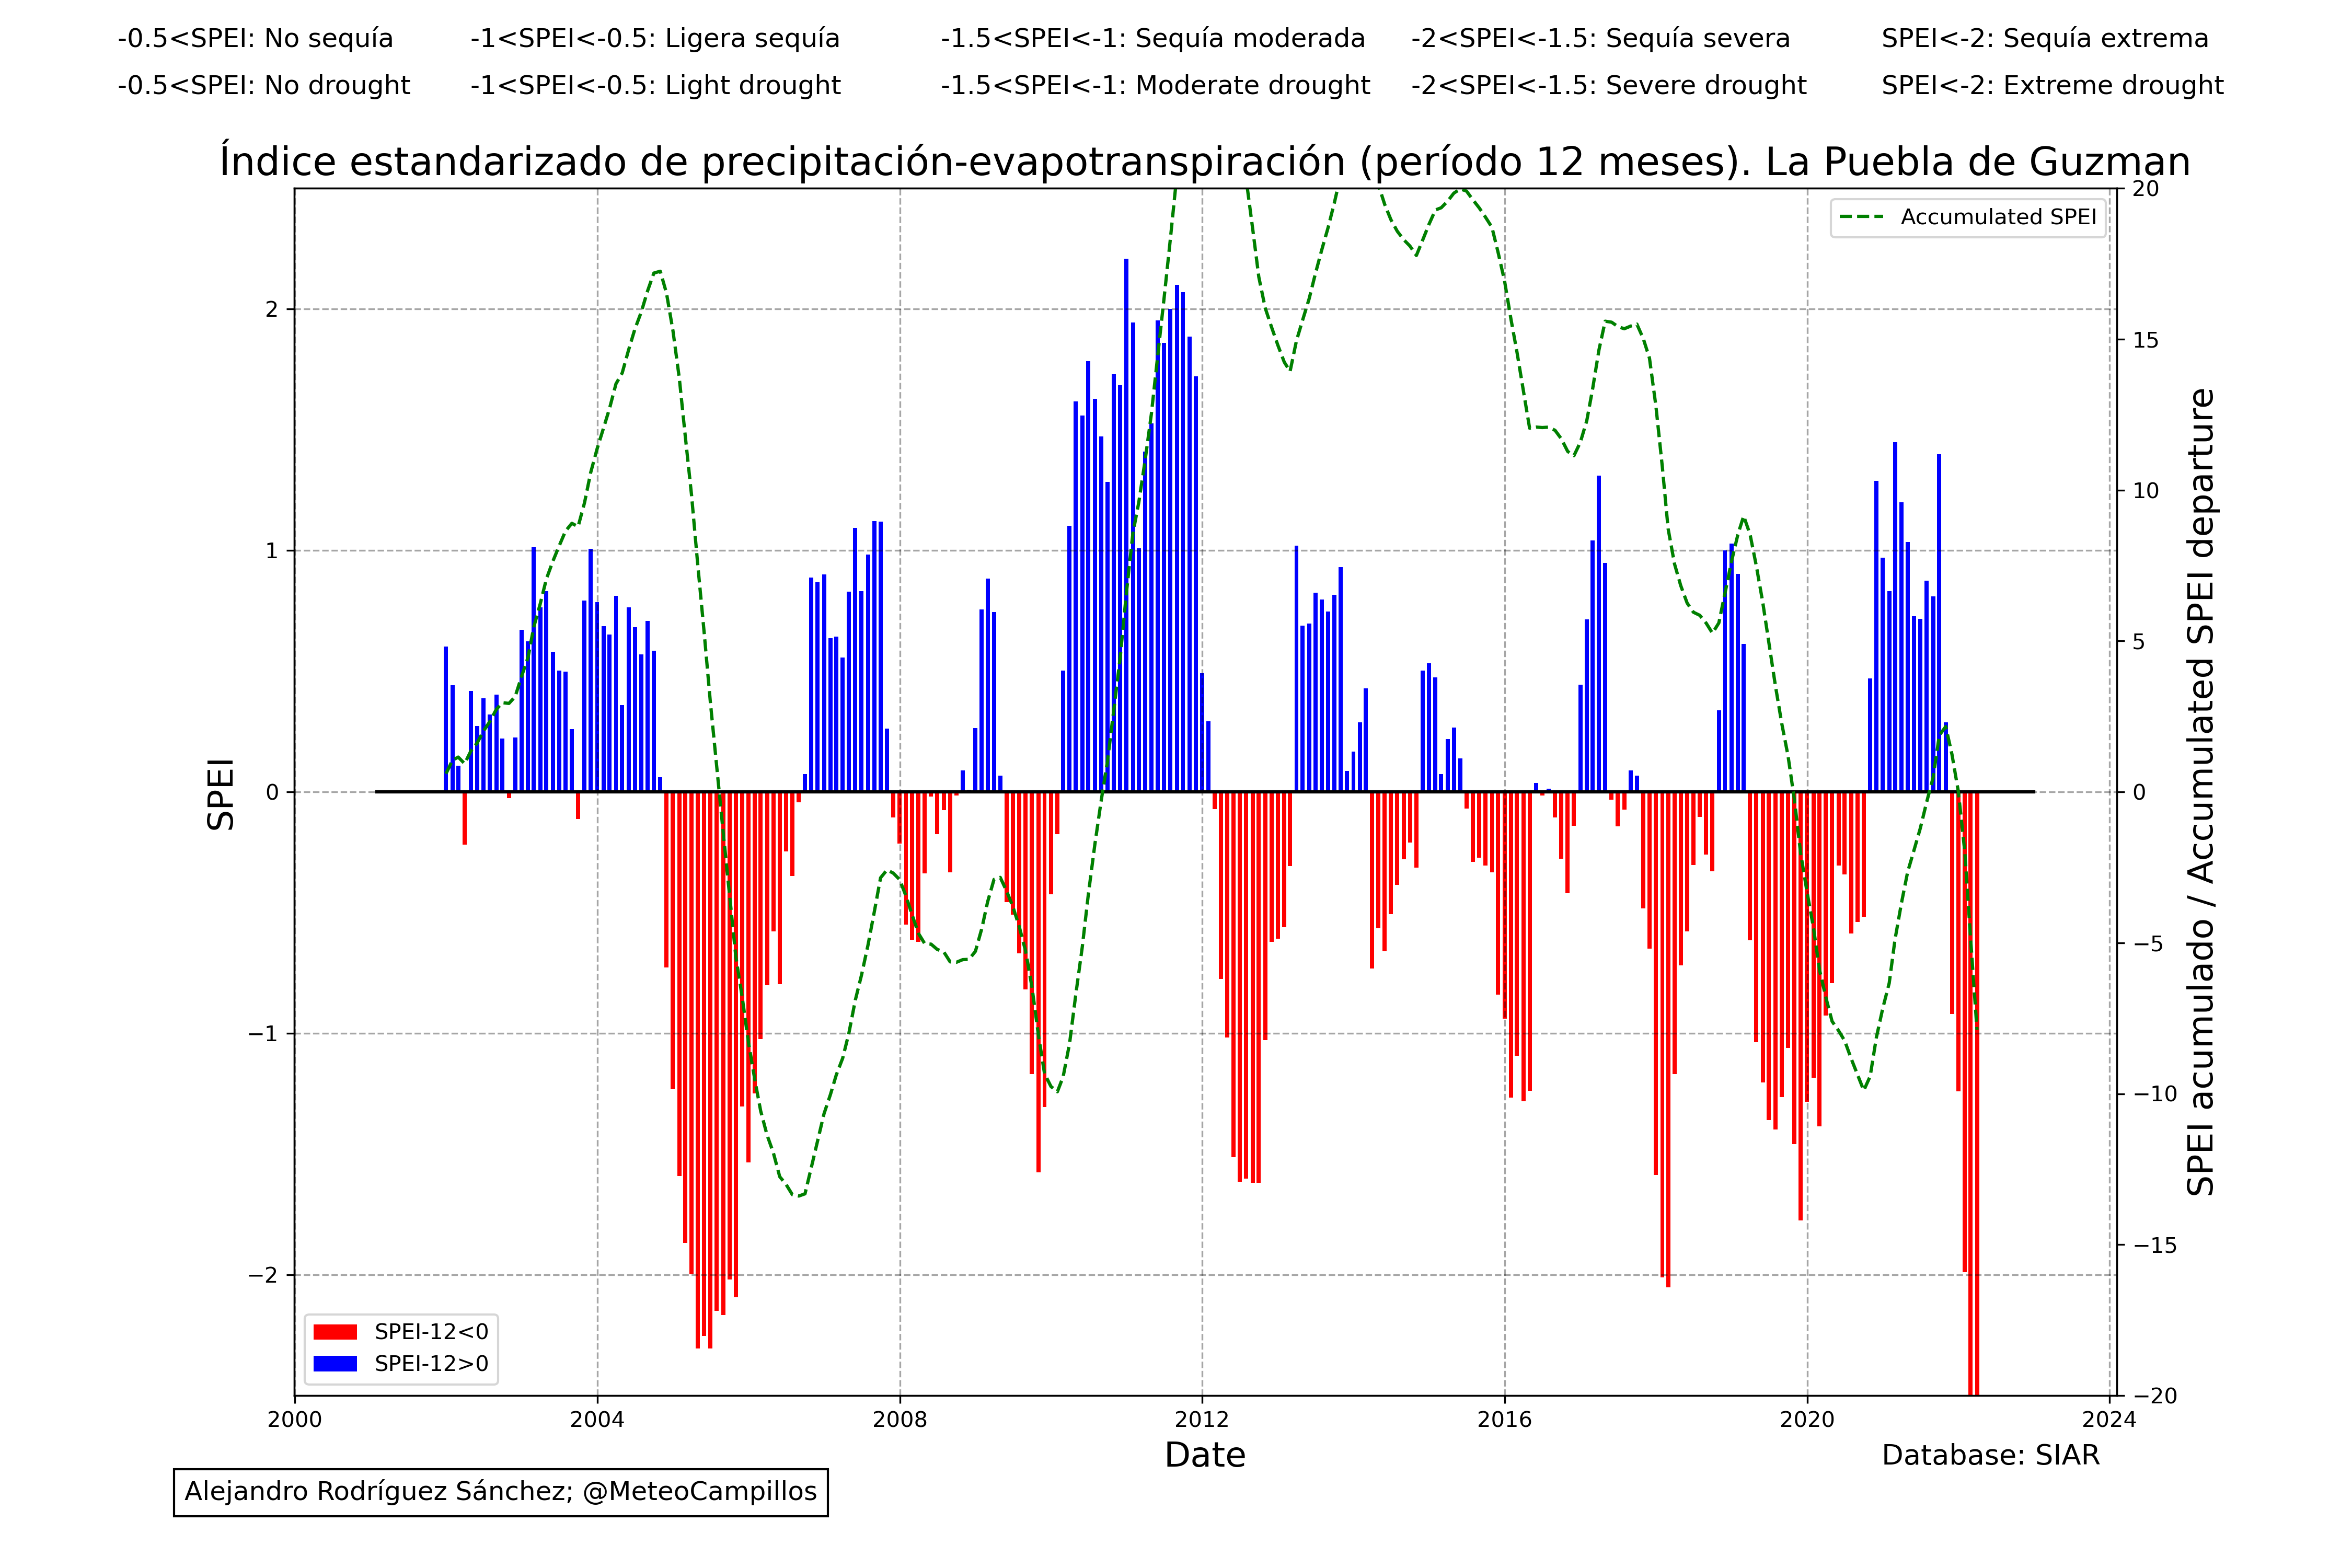 -0.5<SPEI: No sequía -1<SPEI<-0.5: Ligera sequía -1.5<SPEI<-1: Sequía moderada -2<SPEI<-1.5: Sequía severa SPEI<-2: Sequía extrema
-0.5<SPEI: No drought -1<SPEI<-0.5: Light drought -1.5<SPEI<-1: Moderate drought -2<SPEI<-1.5: Severe drought SPEI<-2: Extreme drought
Índice estandarizado de precipitación-evapotranspiración (período 12 meses). La Puebla de Guzman
Accumulated SPEI
SPEI
2
1
0
−1
−2
20
15
10
5
0
−5
−10
−15
−20
SPEI acumulado / Accumulated SPEI departure
SPEI-12<0
SPEI-12>0
2000 2004 2008 2012 2016 2020 2024
Date
Database: SIAR
Alejandro Rodríguez Sánchez; @MeteoCampillos